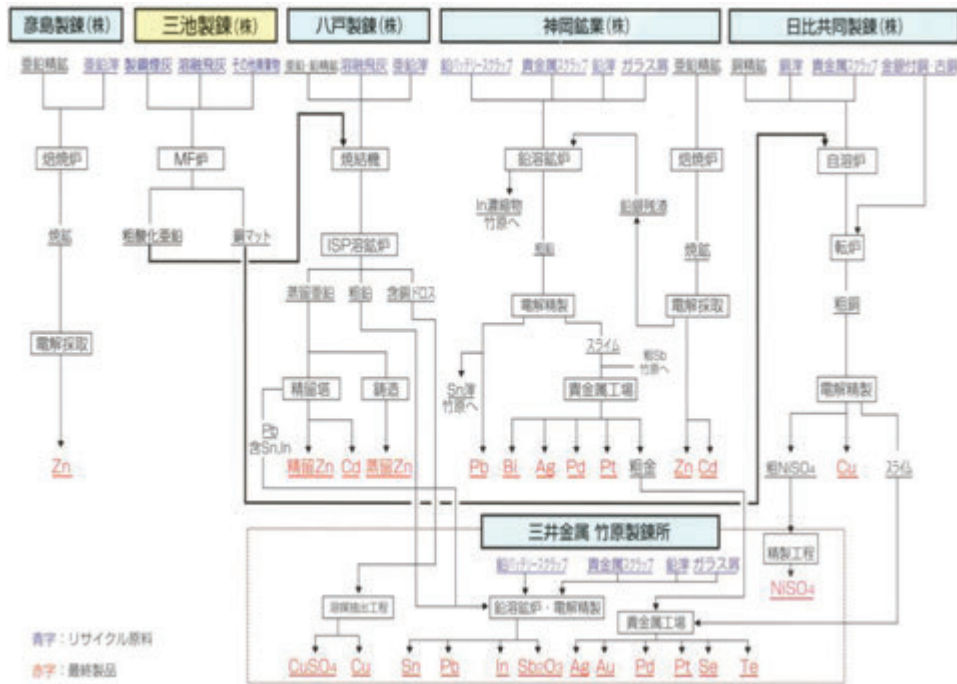 彦島製錬(株)
三池製錬(株)
八戸製錬(株)
神岡鉱業(株)
日比共同製錬(株)
亜鉛精鉱 亜鉛滓
製鋼煙灰 溶融飛灰 その他廃棄物
亜鉛・鉛精鉱 溶融飛灰 亜鉛滓
鉛バッテリースクラップ 貴金属スクラップ 鉛滓 ガラス屑 亜鉛精鉱
銅精鉱 銅滓 貴金属スクラップ 金銀付銅・古銅
焙焼炉
MF炉
焼結機
鉛溶鉱炉
焙焼炉
自溶炉
In濃縮物
竹原へ
鉛銀残渣
焼鉱
粗酸化亜鉛
銅マット
ISP溶鉱炉
粗鉛
焼鉱
転炉
蒸留亜鉛 粗鉛 含銅ドロス
電解精製
電解採取
粗銅
電解採取
スライム
粗Sb
竹原へ
精留塔
鋳造
Sn滓
竹原へ
貴金属工場
電解精製
Pb
含Sn,In
Zn
精留Zn Cd 蒸留Zn
Pb Bi Ag Pd Pt 粗金 Zn Cd
粗NiSO4 Cu スライム
三井金属 竹原製錬所
鉛バッテリースクラップ 貴金属スクラップ 鉛滓 ガラス屑
精製工程
NiSO4
溶媒抽出工程
鉛溶鉱炉・電解精製
貴金属工場
CuSO4 Cu
Sn Pb In Sb2O3 Ag Au Pd Pt Se Te
青字:リサイクル原料
赤字:最終製品